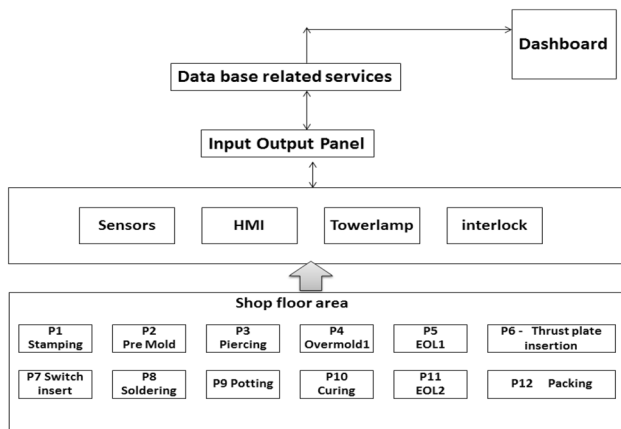 Dashboard
Data base related services
Input Output Panel
Sensors
HMI
Towerlamp
interlock
Shop floor area
P1
Stamping
P2
Pre Mold
P3
Piercing
P4
Overmold1
P5
EOL1
P6 - Thrust plate
insertion
P7 Switch
insert
P8
Soldering
P9 Potting
P10
Curing
P11
EOL2
P12 Packing